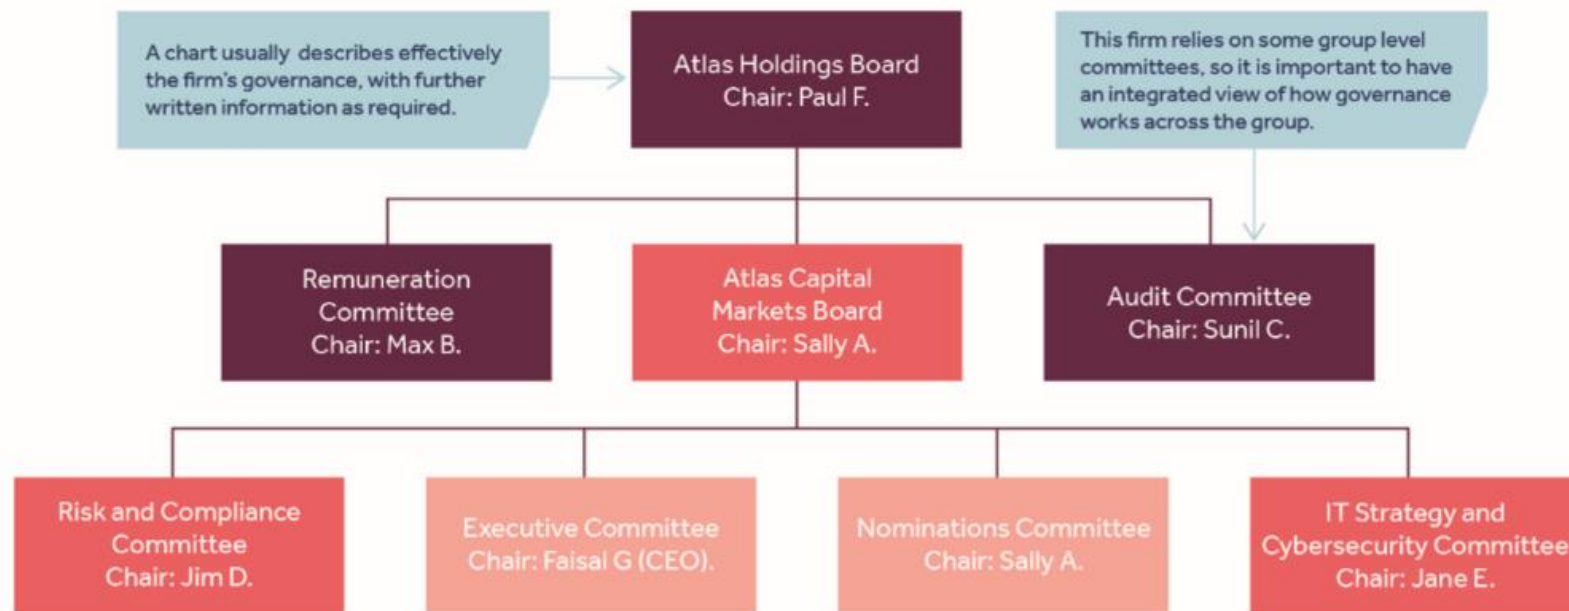 A chart usually describes effectively
the firm's governance, with further
written information as required.
Atlas Holdings Board
Chair: Paul F.
This firm relies on some group level
committees, so it is important to have
an integrated view of how governance
works across the group.
Remuneration
Committee
Chair: Max B.
Atlas Capital
Markets Board
Chair: Sally A.
Audit Committee
Chair: Sunil C.
Risk and Compliance
Committee
Chair: Jim D.
Executive Committee
Chair: Faisal G (CEO).
Nominations Committee
Chair: Sally A.
IT Strategy and
Cybersecurity Committee
Chair: Jane E.